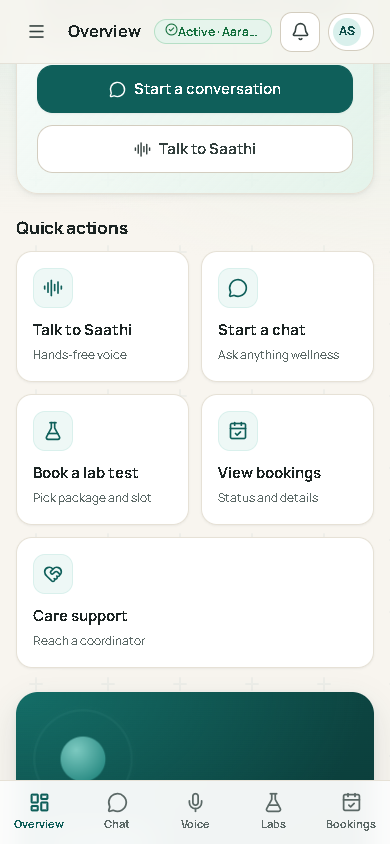 Overview
Active · Aara…
AS
Start a conversation
Talk to Saathi
Quick actions
Talk to Saathi
Hands-free voice
Start a chat
Ask anything wellness
Book a lab test
Pick package and slot
View bookings
Status and details
Care support
Reach a coordinator
Overview
Chat
Voice
Labs
Bookings